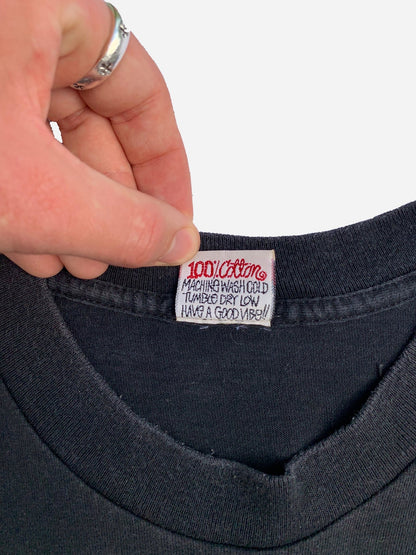 100% Cotton
MACHINE WASH COLD
TUMBLE DRY LOW
HAVE A GOOD VIBE!!